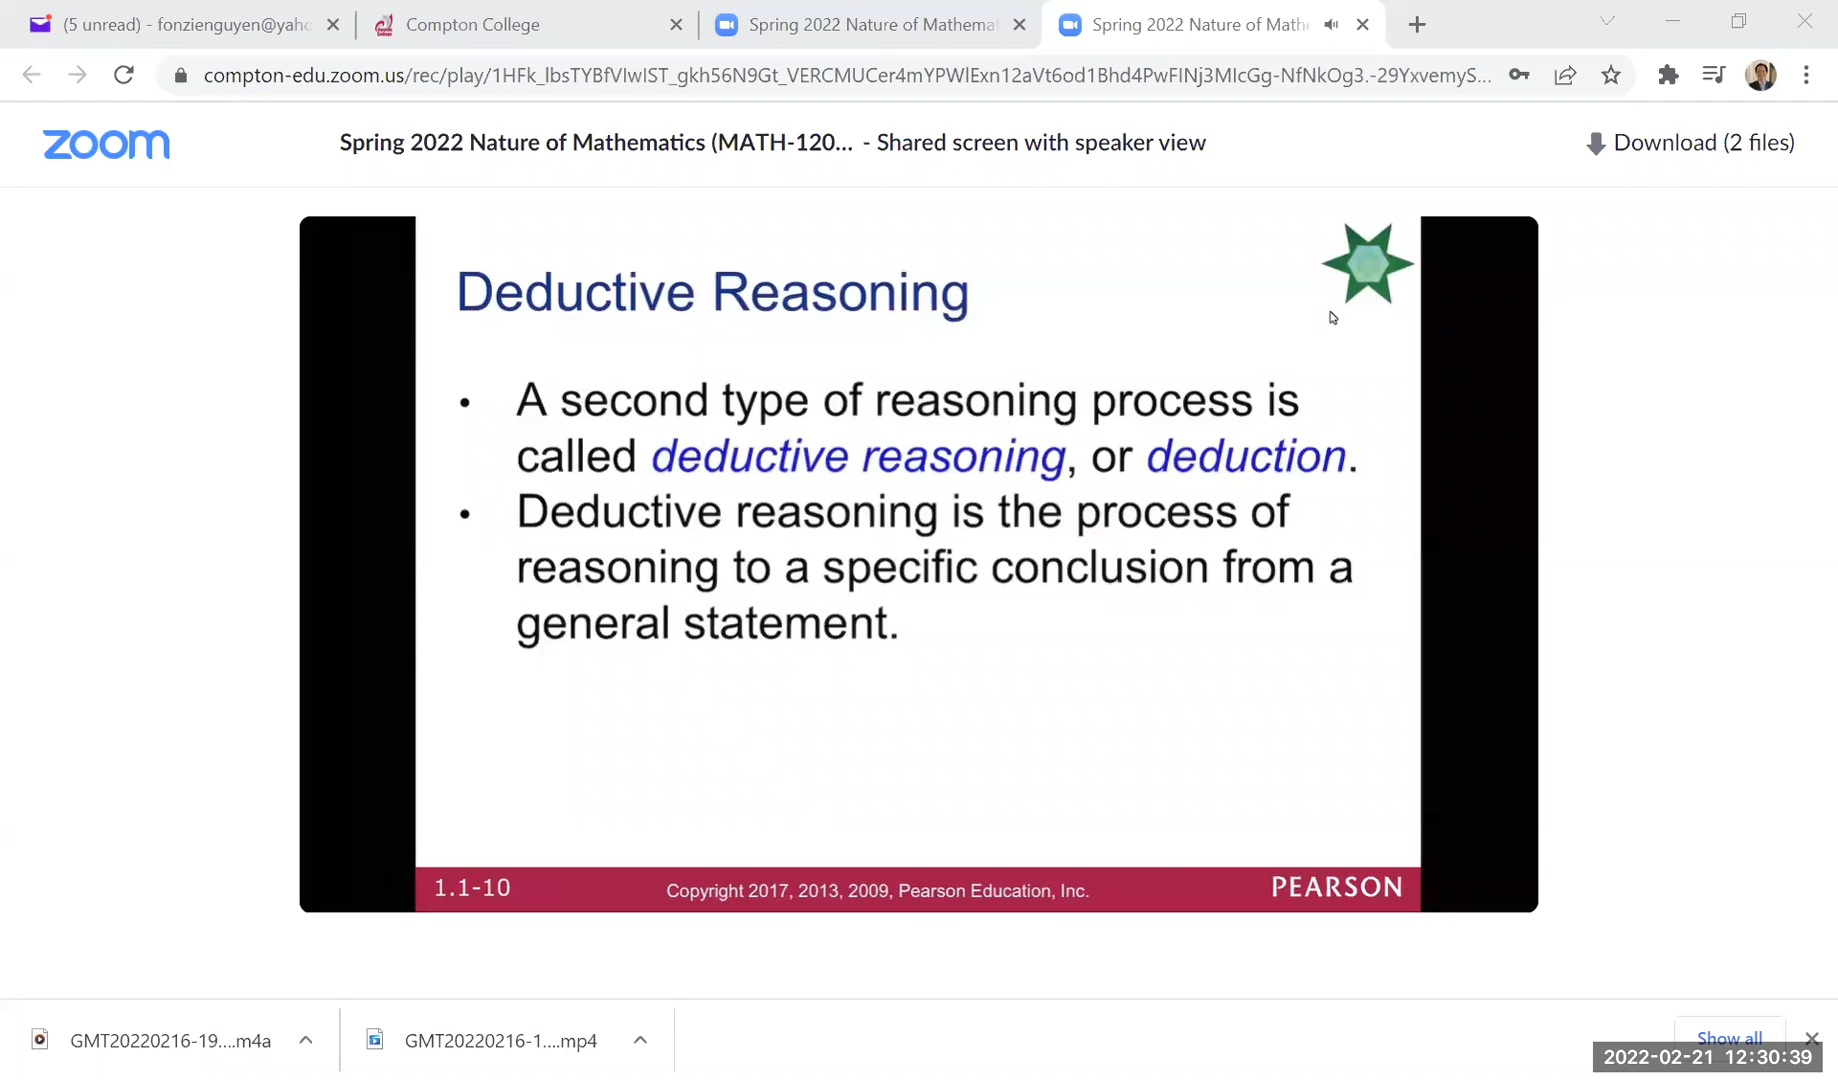 (5 unread) - fonzienguyen@yaho
Compton College
Spring 2022 Nature of Mathemat
Spring 2022 Nature of Mathe
compton-edu.zoom.us/rec/play/1HFk_lbsTYBfVIwIST_gkh56N9Gt_VERCMUCer4mYPWlExn12aVt6od1Bhd4PwFINj3MIcGg-NfNkOg3.-29YxvemyS...
zoom
Spring 2022 Nature of Mathematics (MATH-120... - Shared screen with speaker view
Download (2 files)
Deductive Reasoning
• A second type of reasoning process is
called deductive reasoning, or deduction.
• Deductive reasoning is the process of
reasoning to a specific conclusion from a
general statement.
1.1-10
Copyright 2017, 2013, 2009, Pearson Education, Inc.
PEARSON
GMT20220216-19....m4a
GMT20220216-1....mp4
Show all
2022-02-21 12:30:39